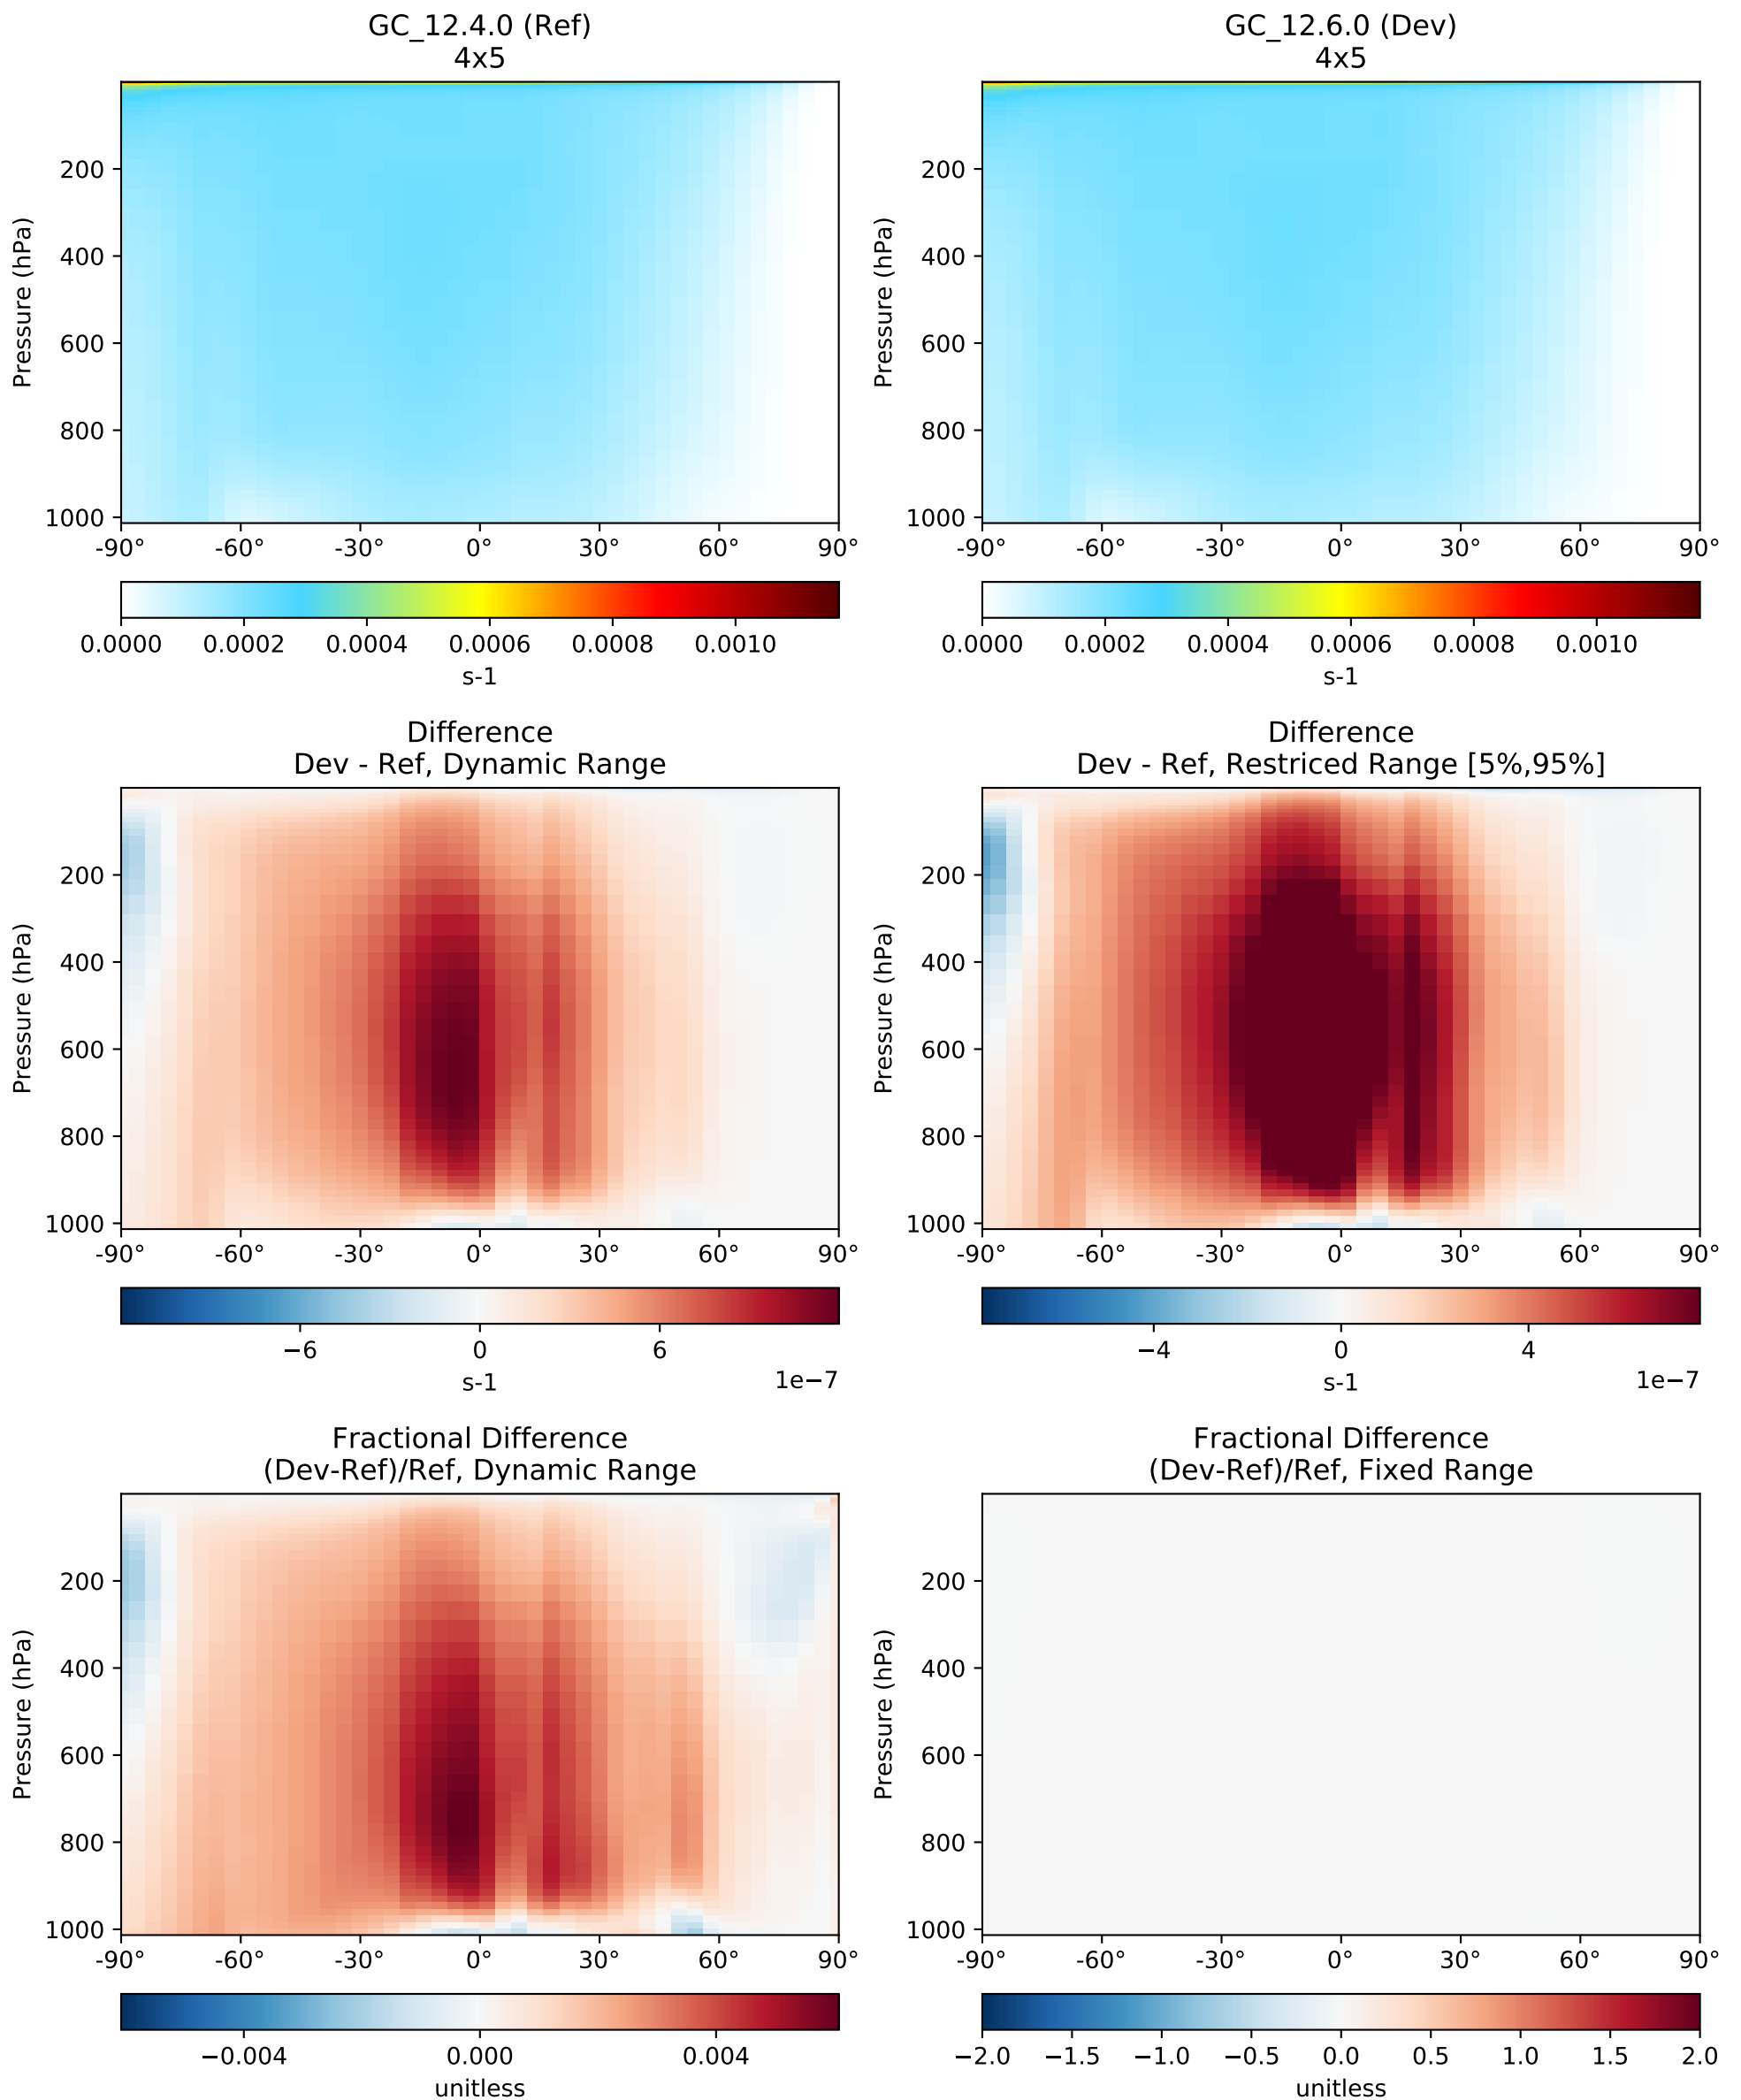 GC_12.4.0 (Ref)
4x5
GC_12.6.0 (Dev)
4x5
Pressure (hPa)
200
400
600
800
1000
-90° -60° -30° 0° 30° 60° 90°
0.0000 0.0002 0.0004 0.0006 0.0008 0.0010
s-1
Pressure (hPa)
200
400
600
800
1000
-90° -60° -30° 0° 30° 60° 90°
0.0000 0.0002 0.0004 0.0006 0.0008 0.0010
s-1
Difference
Dev - Ref, Dynamic Range
Pressure (hPa)
200
400
600
800
1000
-90° -60° -30° 0° 30° 60° 90°
−6 0 6
s-1
1e−7
Difference
Dev - Ref, Restriced Range [5%,95%]
Pressure (hPa)
200
400
600
800
1000
-90° -60° -30° 0° 30° 60° 90°
−4 0 4
s-1
1e−7
Fractional Difference
(Dev-Ref)/Ref, Dynamic Range
Pressure (hPa)
200
400
600
800
1000
-90° -60° -30° 0° 30° 60° 90°
−0.004 0.000 0.004
unitless
Fractional Difference
(Dev-Ref)/Ref, Fixed Range
Pressure (hPa)
200
400
600
800
1000
-90° -60° -30° 0° 30° 60° 90°
−2.0 −1.5 −1.0 −0.5 0.0 0.5 1.0 1.5 2.0
unitless